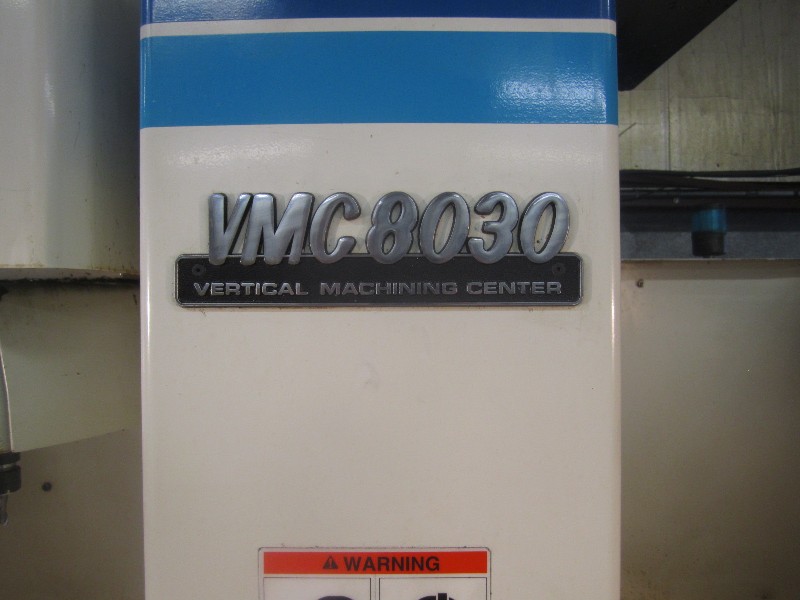 VMC8030
VERTICAL MACHINING CENTER
WARNING